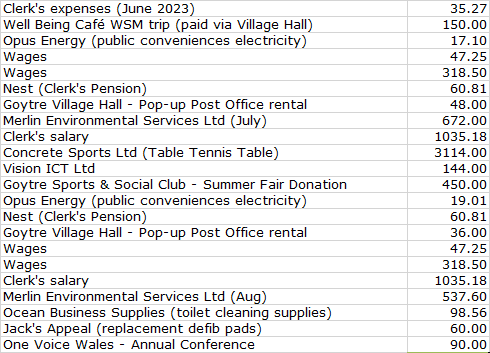 Clerk's expenses (June 2023) 35.27
Well Being Café WSM trip (paid via Village Hall) 150.00
Opus Energy (public conveniences electricity) 17.10
Wages 47.25
Wages 318.50
Nest (Clerk's Pension) 60.81
Goytre Village Hall - Pop-up Post Office rental 48.00
Merlin Environmental Services Ltd (July) 672.00
Clerk's salary 1035.18
Concrete Sports Ltd (Table Tennis Table) 3114.00
Vision ICT Ltd 144.00
Goytre Sports & Social Club - Summer Fair Donation 450.00
Opus Energy (public conveniences electricity) 19.01
Nest (Clerk's Pension) 60.81
Goytre Village Hall - Pop-up Post Office rental 36.00
Wages 47.25
Wages 318.50
Clerk's salary 1035.18
Merlin Environmental Services Ltd (Aug) 537.60
Ocean Business Supplies (toilet cleaning supplies) 98.56
Jack's Appeal (replacement defib pads) 60.00
One Voice Wales - Annual Conference 90.00